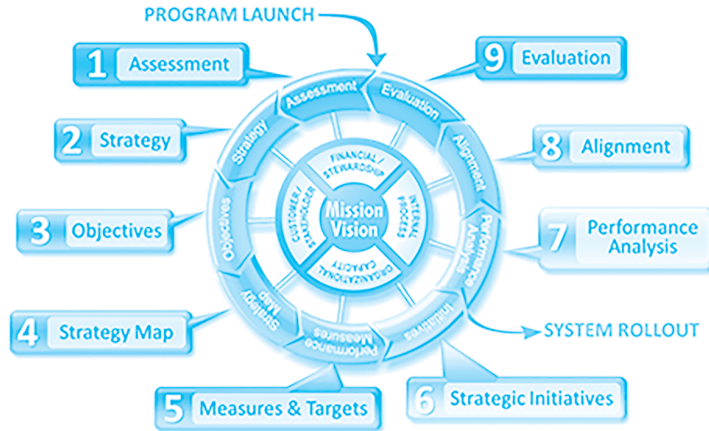 PROGRAM LAUNCH
1 Assessment
9 Evaluation
2 Strategy
8 Alignment
3 Objectives
7 Performance
Analysis
4 Strategy Map
SYSTEM ROLLOUT
5 Measures & Targets
6 Strategic Initiatives
Assessment
Evaluation
Strategy
Alignment
Objectives
Performance
Analysis
Strategy
Map
Performance
Measures
Initiatives
FINANCIAL /
STEWARDSHIP
CUSTOMER /
STAKEHOLDER
INTERNAL
PROCESS
ORGANIZATIONAL
CAPACITY
Mission
Vision